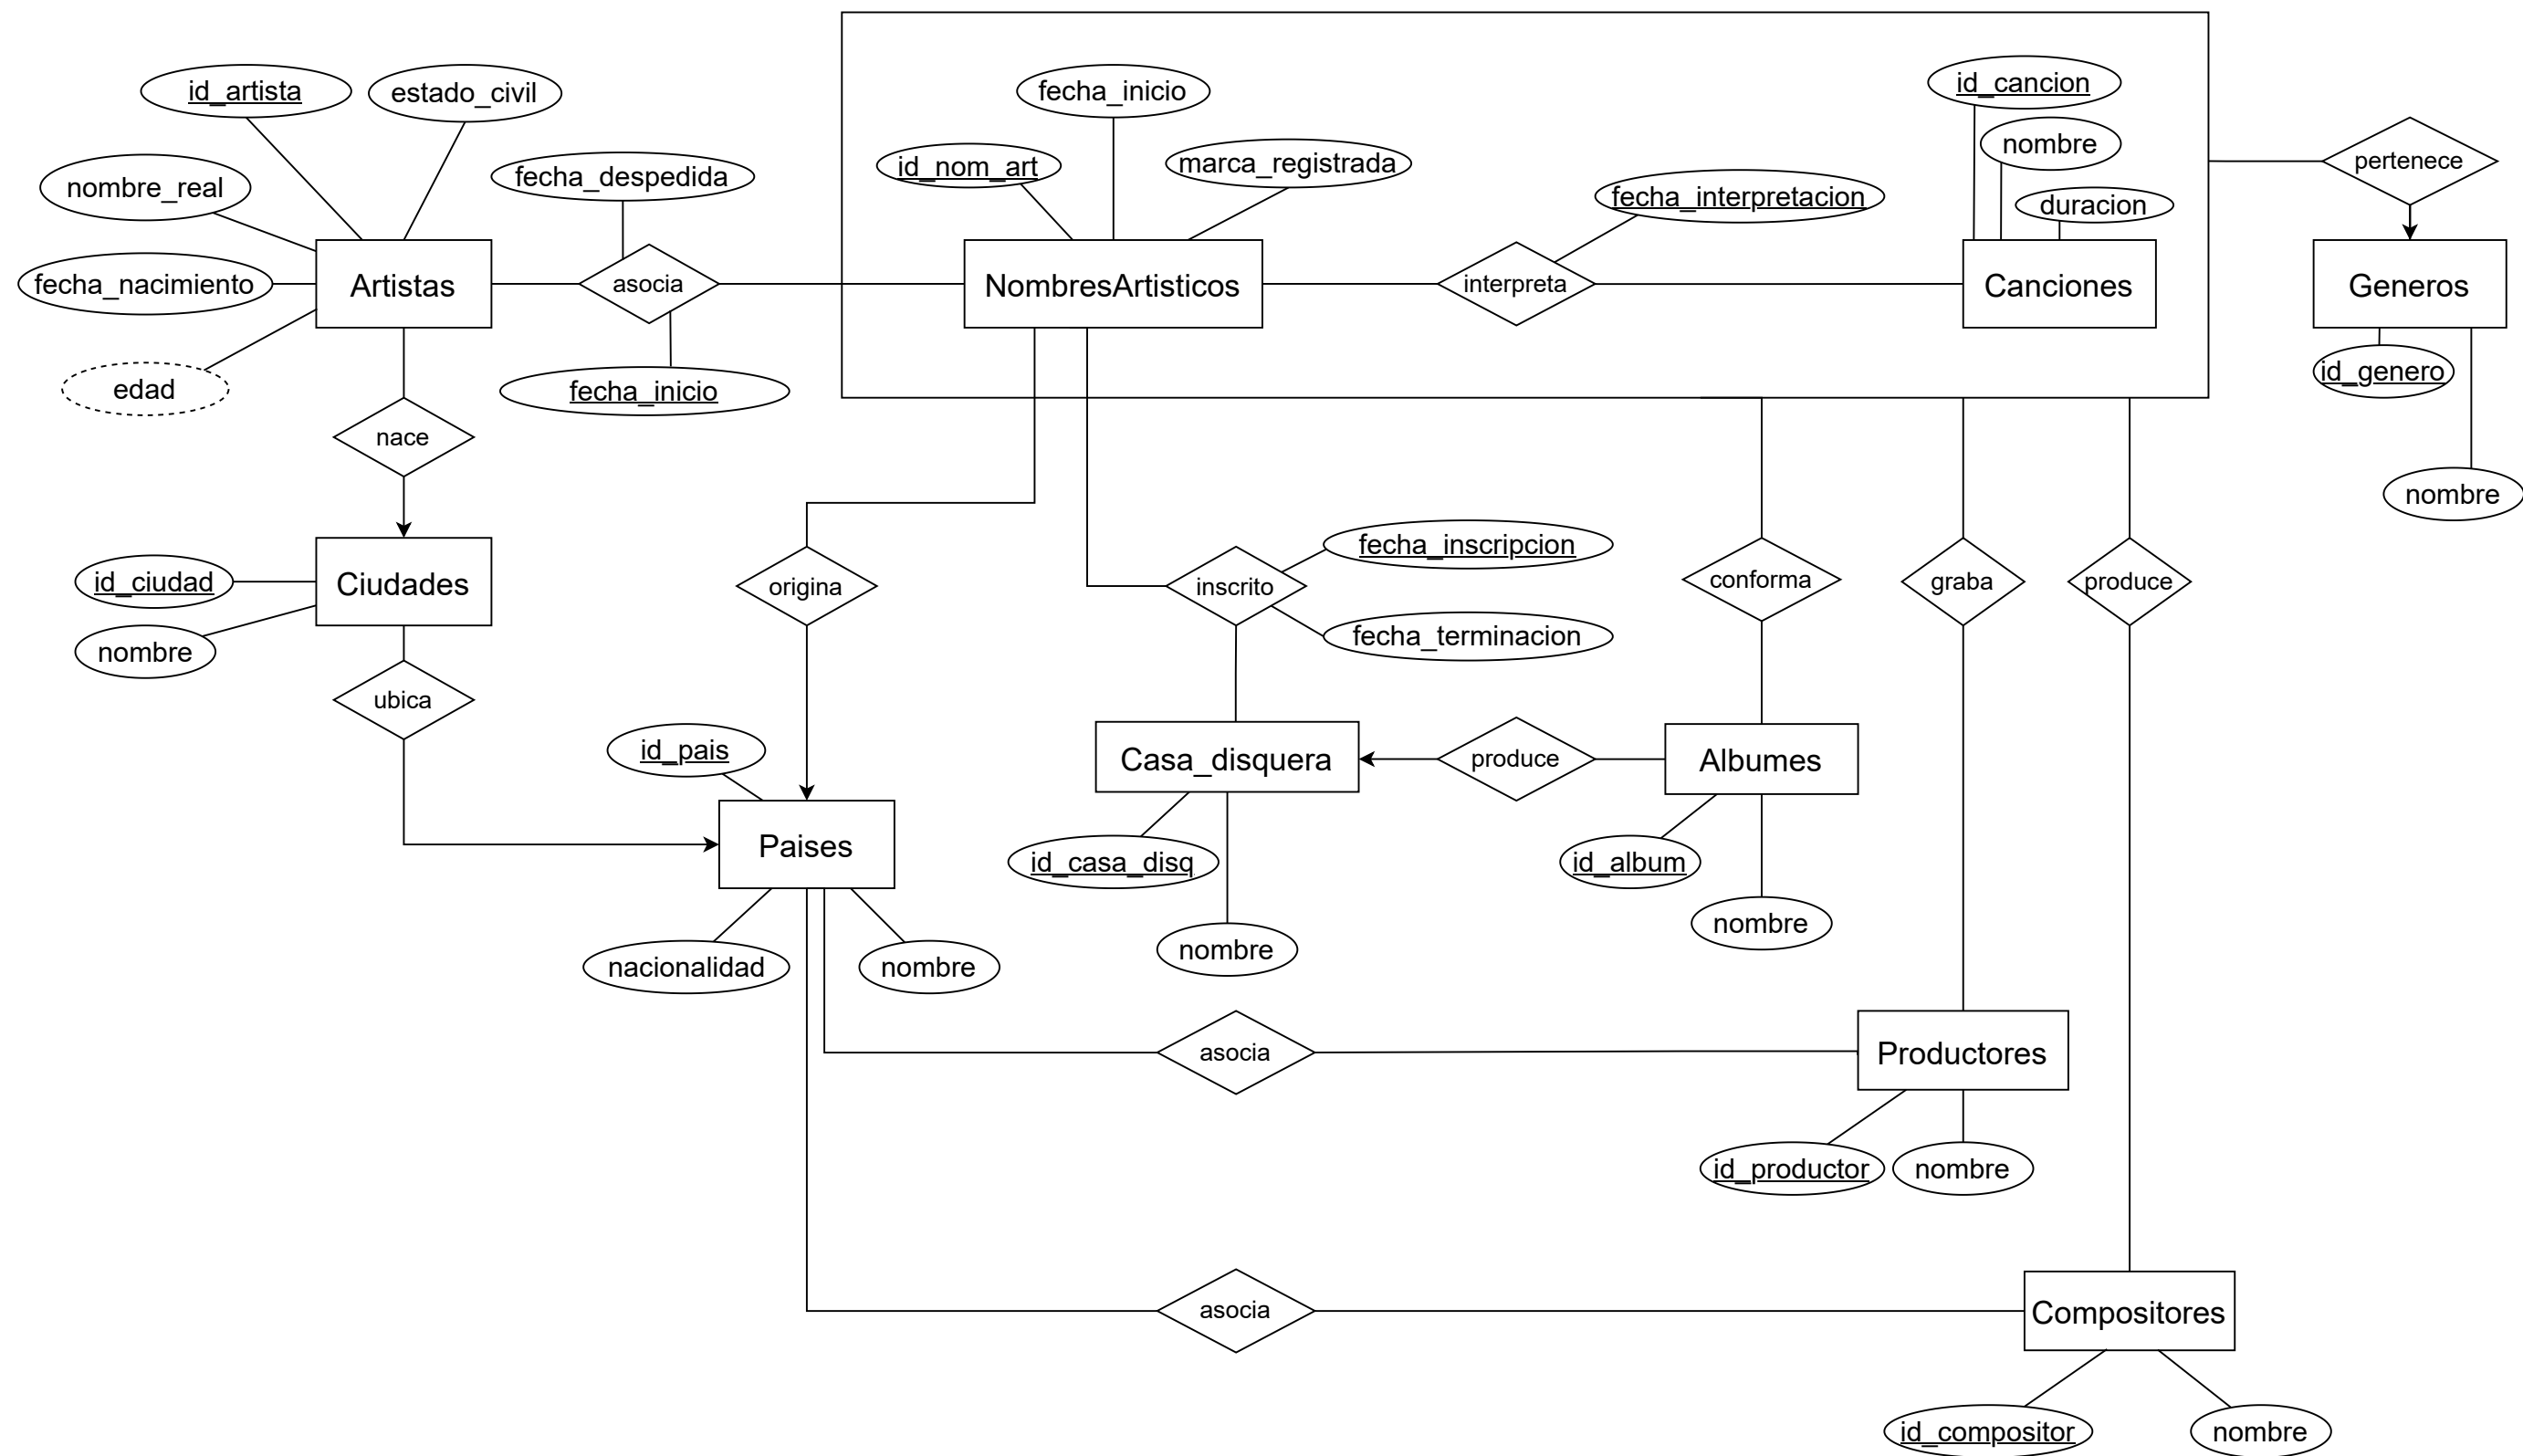 id_artista
estado_civil
nombre_real
fecha_nacimiento
edad
Artistas
fecha_despedida
asocia
fecha_inicio
fecha_inicio
id_nom_art
marca_registrada
NombresArtisticos
fecha_interpretacion
interpreta
id_cancion
nombre
duracion
Canciones
pertenece
Generos
id_genero
nombre
nace
id_ciudad
nombre
Ciudades
ubica
origina
inscrito
fecha_inscripcion
fecha_terminacion
conforma
graba
produce
id_pais
Paises
nacionalidad
nombre
Casa_disquera
id_casa_disq
nombre
produce
Albumes
id_album
nombre
asocia
Productores
id_productor
nombre
asocia
Compositores
id_compositor
nombre